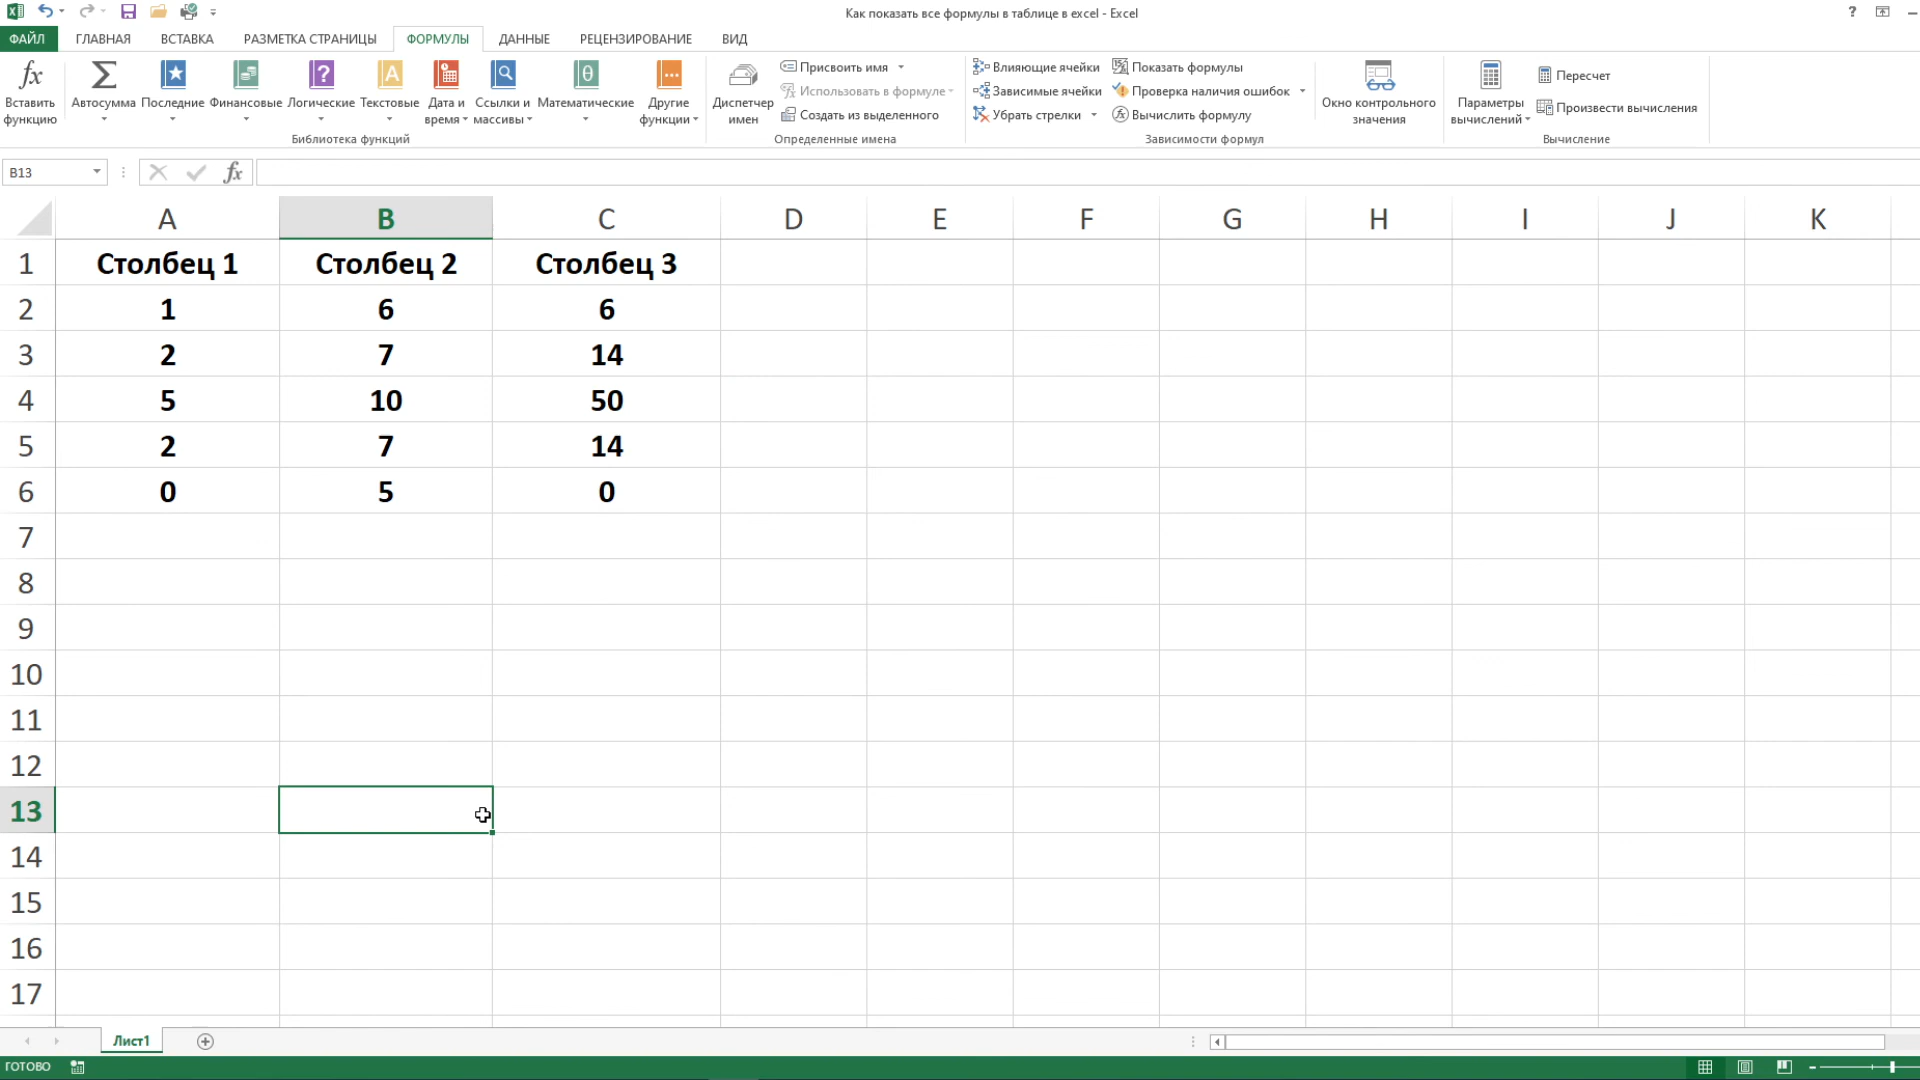 Как показать все формулы в таблице в excel - Excel
?
ФАЙЛ ГЛАВНАЯ ВСТАВКА РАЗМЕТКА СТРАНИЦЫ ФОРМУЛЫ ДАННЫЕ РЕЦЕНЗИРОВАНИЕ ВИД
Вставить функцию
Автосумма
Последние
Финансовые
Логические
Текстовые
Дата и время
Ссылки и массивы
Математические
Другие функции
Библиотека функций
Диспетчер имен
Присвоить имя
Использовать в формуле
Создать из выделенного
Определенные имена
Влияющие ячейки
Зависимые ячейки
Убрать стрелки
Показать формулы
Проверка наличия ошибок
Вычислить формулу
Зависимости формул
Окно контрольного значения
Параметры вычислений
Пересчет
Произвести вычисления
Вычисление
B13
fx
A B C D E F G H I J K
1 Столбец 1 Столбец 2 Столбец 3
2 1 6 6
3 2 7 14
4 5 10 50
5 2 7 14
6 0 5 0
7
8
9
10
11
12
13
14
15
16
17
Лист1
ГОТОВО